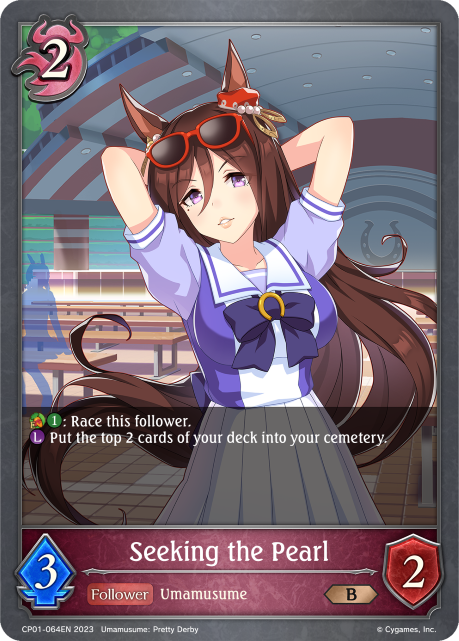 2
1 : Race this follower.
L Put the top 2 cards of your deck into your cemetery.
Seeking the Pearl
3
Follower Umamusume
B
2
CP01-064EN 2023 Umamusume: Pretty Derby
© Cygames, Inc.